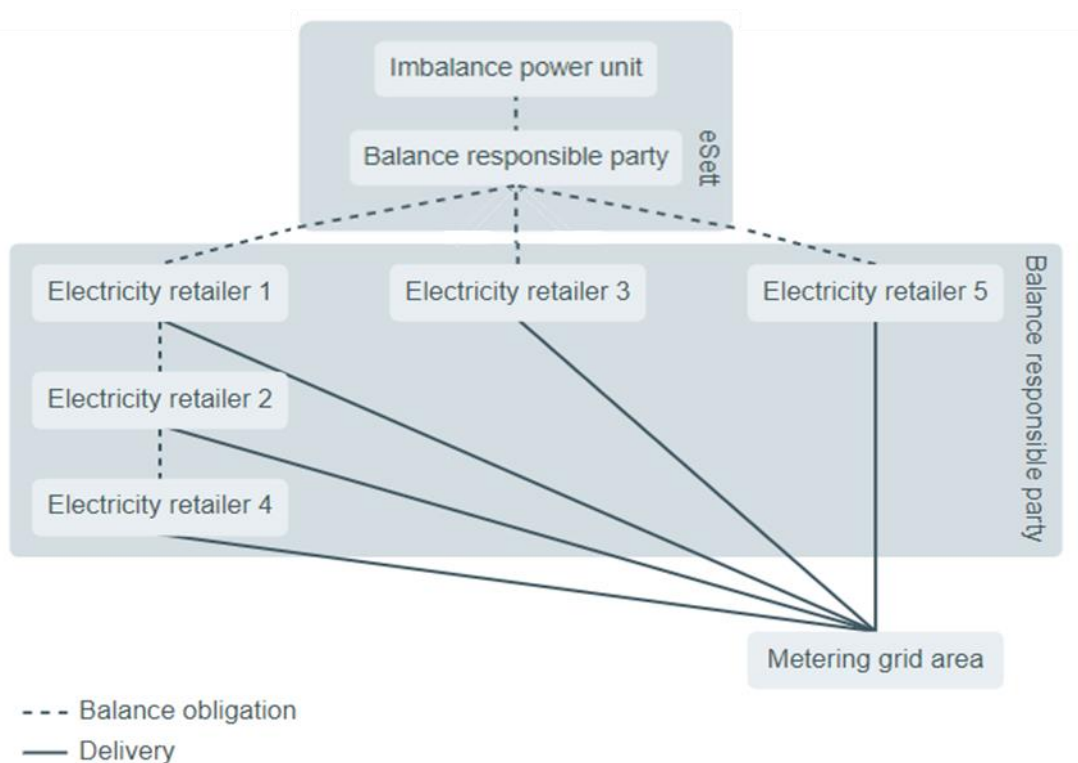 Imbalance power unit
Balance responsible party
eSett
Electricity retailer 1
Electricity retailer 3
Electricity retailer 5
Balance responsible party
Electricity retailer 2
Electricity retailer 4
Metering grid area
Balance obligation
Delivery